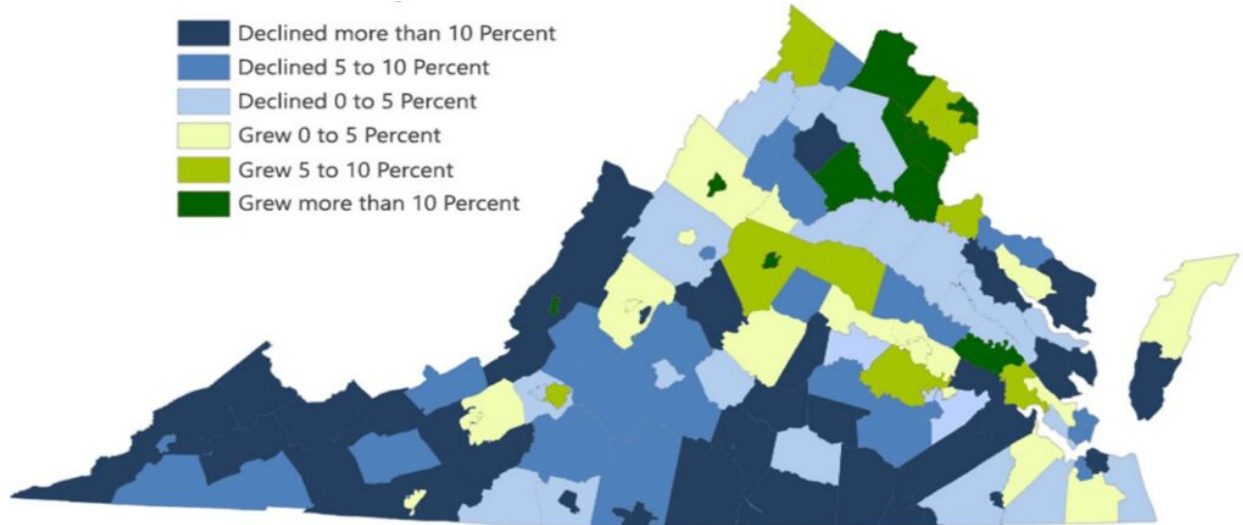 Declined more than 10 Percent
Declined 5 to 10 Percent
Declined 0 to 5 Percent
Grew 0 to 5 Percent
Grew 5 to 10 Percent
Grew more than 10 Percent